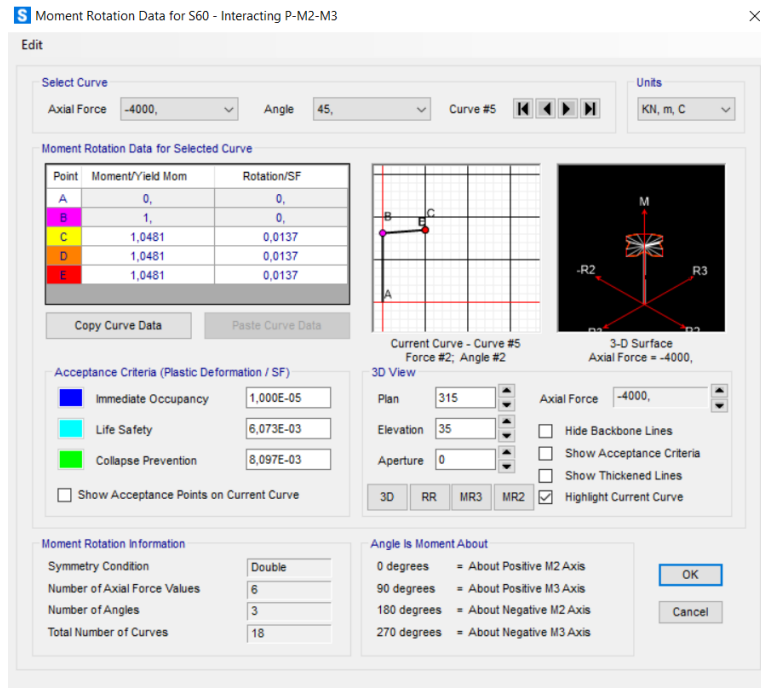 S Moment Rotation Data for S60 - Interacting P-M2-M3
Edit
Select Curve
Axial Force -4000, Angle 45, Curve #5
Units
KN, m, C
Moment Rotation Data for Selected Curve
Point Moment/Yield Mom Rotation/SF
A 0, 0,
B 1, 0,
C 1,0481 0,0137
D 1,0481 0,0137
E 1,0481 0,0137
Copy Curve Data Paste Curve Data
B E C
A
Current Curve - Curve #5
Force #2; Angle #2
M
-R2 R3
3-D Surface
Axial Force = -4000,
Acceptance Criteria (Plastic Deformation / SF)
Immediate Occupancy 1,000E-05
Life Safety 6,073E-03
Collapse Prevention 8,097E-03
Show Acceptance Points on Current Curve
3D View
Plan 315
Elevation 35
Aperture 0
3D RR MR3 MR2
Axial Force -4000,
Hide Backbone Lines
Show Acceptance Criteria
Show Thickened Lines
Highlight Current Curve
Moment Rotation Information
Symmetry Condition Double
Number of Axial Force Values 6
Number of Angles 3
Total Number of Curves 18
Angle Is Moment About
0 degrees = About Positive M2 Axis
90 degrees = About Positive M3 Axis
180 degrees = About Negative M2 Axis
270 degrees = About Negative M3 Axis
OK
Cancel